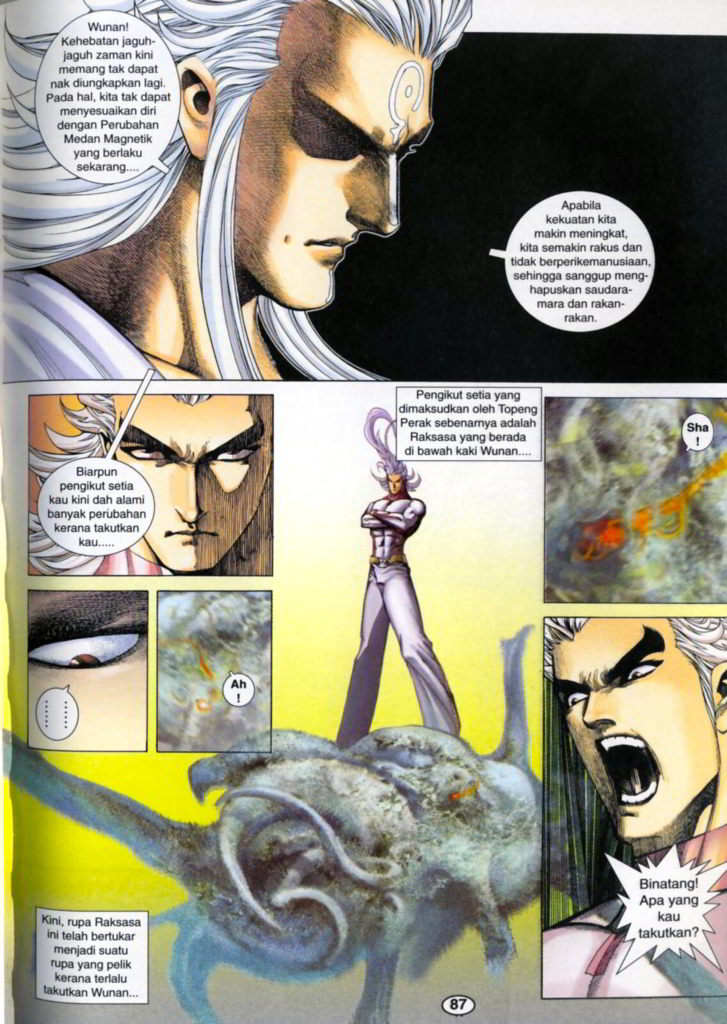 Wunan!
Kehebatan jaguh-
jaguh zaman kini
memang tak dapat
nak diungkapkan lagi.
Pada hal, kita tak dapat
menyesuaikan diri
dengan Perubahan
Medan Magnetik
yang berlaku
sekarang....
Apabila
kekuatan kita
makin meningkat,
kita semakin rakus dan
tidak berperikemanusiaan,
sehingga sanggup meng-
hapuskan saudara-
mara dan rakan-
rakan.
Biarpun
pengikut setia
kau kini dah alami
banyak perubahan
kerana takutkan
kau.....
Pengikut setia yang
dimaksudkan oleh Topeng
Perak sebenarnya adalah
Raksasa yang berada
di bawah kaki Wunan....
Sha
!
Ah
!
Binatang!
Apa yang
kau
takutkan?
Kini, rupa Raksasa
ini telah bertukar
menjadi suatu
rupa yang pelik
kerana terlalu
takutkan Wunan...
87